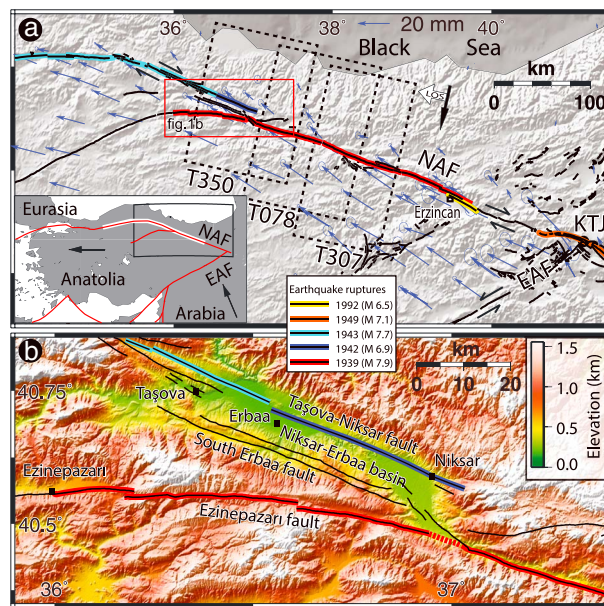 a
36°
38°
40°
20 mm
Black Sea
km
0
100
LOS
fig.1b
NAF
T350
T078
T307
Erzincan
KTJ
EAF
Eurasia
NAF
Anatolia
EAF
Arabia
Earthquake ruptures
1992 (M 6.5)
1949 (M 7.1)
1943 (M 7.7)
1942 (M 6.9)
1939 (M 7.9)
b
km
0
20
40.75
Taşova
Erbaa
Taşova-Niksar fault
Niksar-Erbaa basin
South Erbaa fault
Niksar
Ezinepazarı
40.5
Ezinepazarı fault
36°
37°
1.5
1.0
0.5
0.0
Elevation (km)